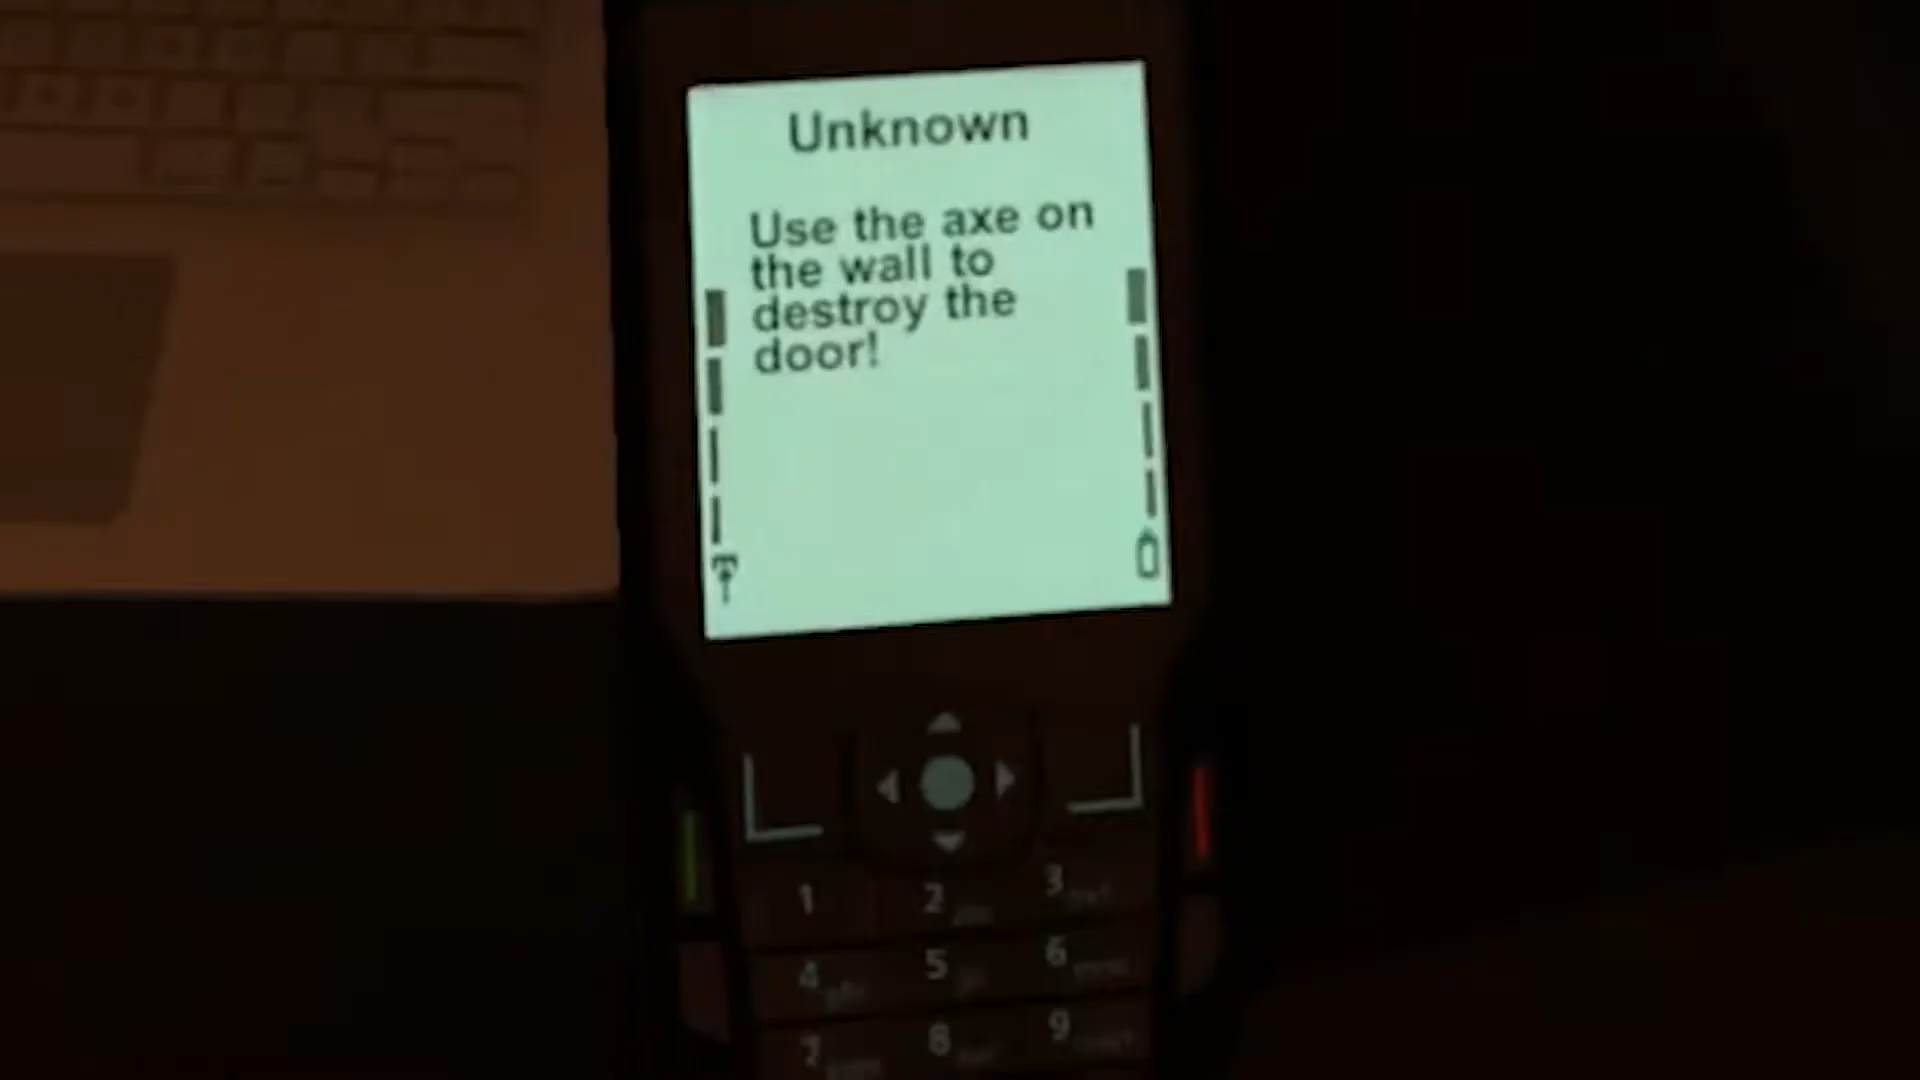 Unknown
Use the axe on
the wall to
destroy the
door!
1
2
3
4
5
6
8
9